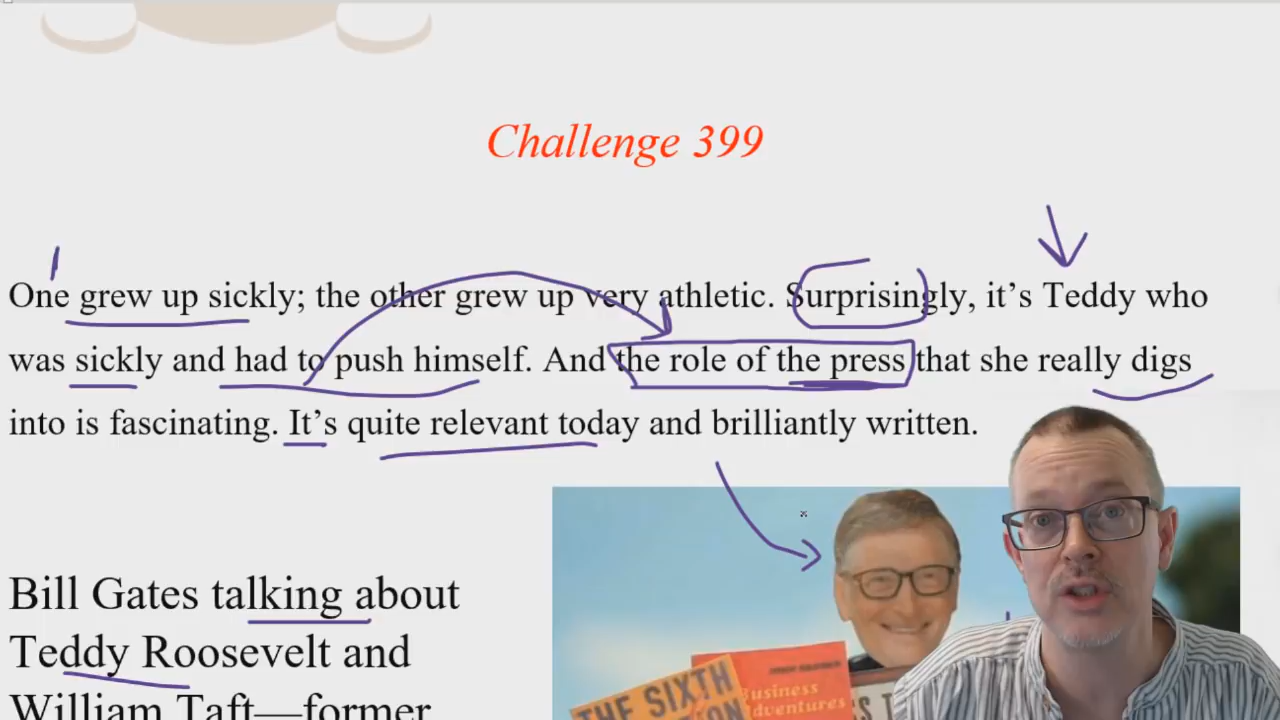 Challenge 399
One grew up sickly; the other grew up very athletic. Surprisingly, it’s Teddy who
was sickly and had to push himself. And the role of the press that she really digs
into is fascinating. It’s quite relevant today and brilliantly written.
Bill Gates talking about
Teddy Roosevelt and
William Taft—former
THE SIXTH
Business
Adventures